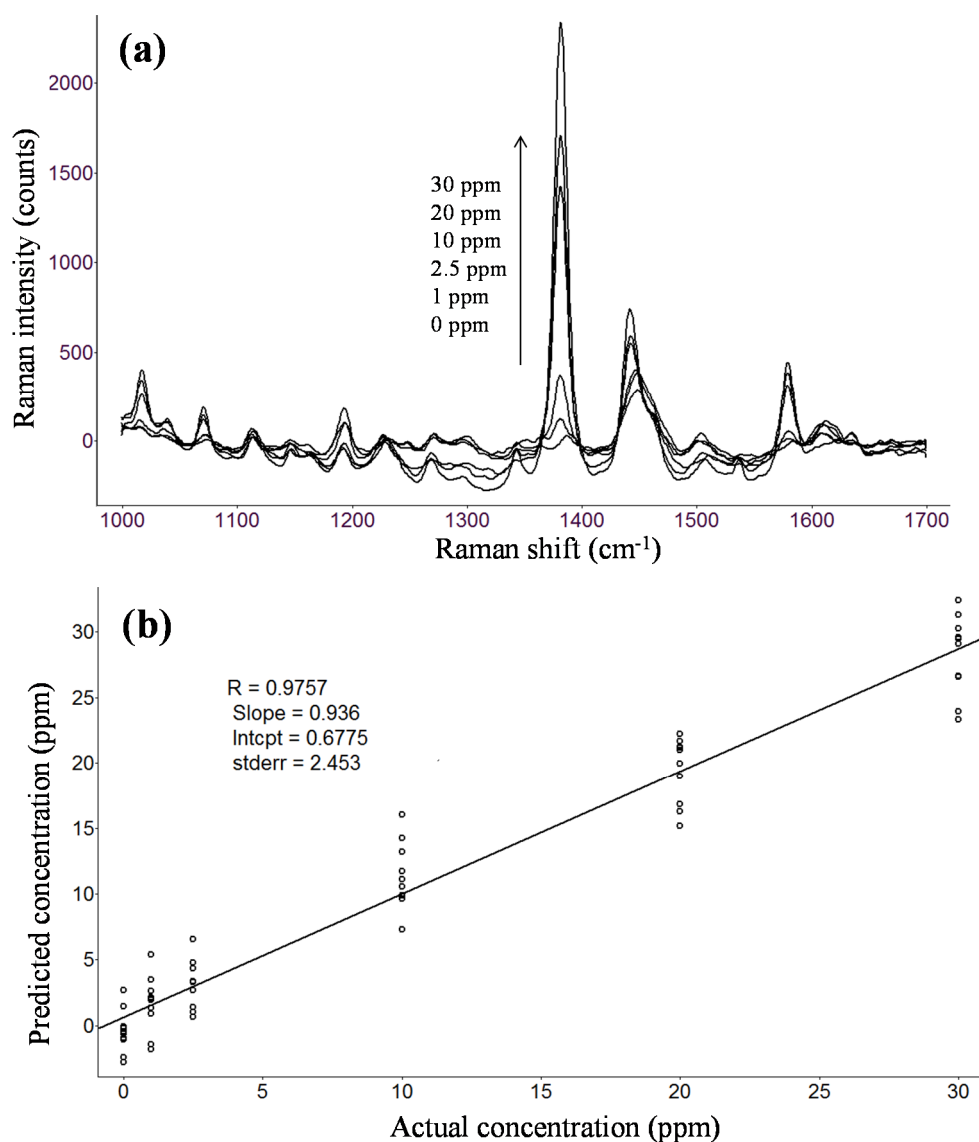 (a)
Raman intensity (counts)
2000
1500
1000
500
0
30 ppm
20 ppm
10 ppm
2.5 ppm
1 ppm
0 ppm
1000 1100 1200 1300 1400 1500 1600 1700
Raman shift (cm⁻¹)
(b)
Predicted concentration (ppm)
30
25
20
15
10
5
0
R = 0.9757
Slope = 0.936
Intcpt = 0.6775
stderr = 2.453
0 5 10 15 20 25 30
Actual concentration (ppm)